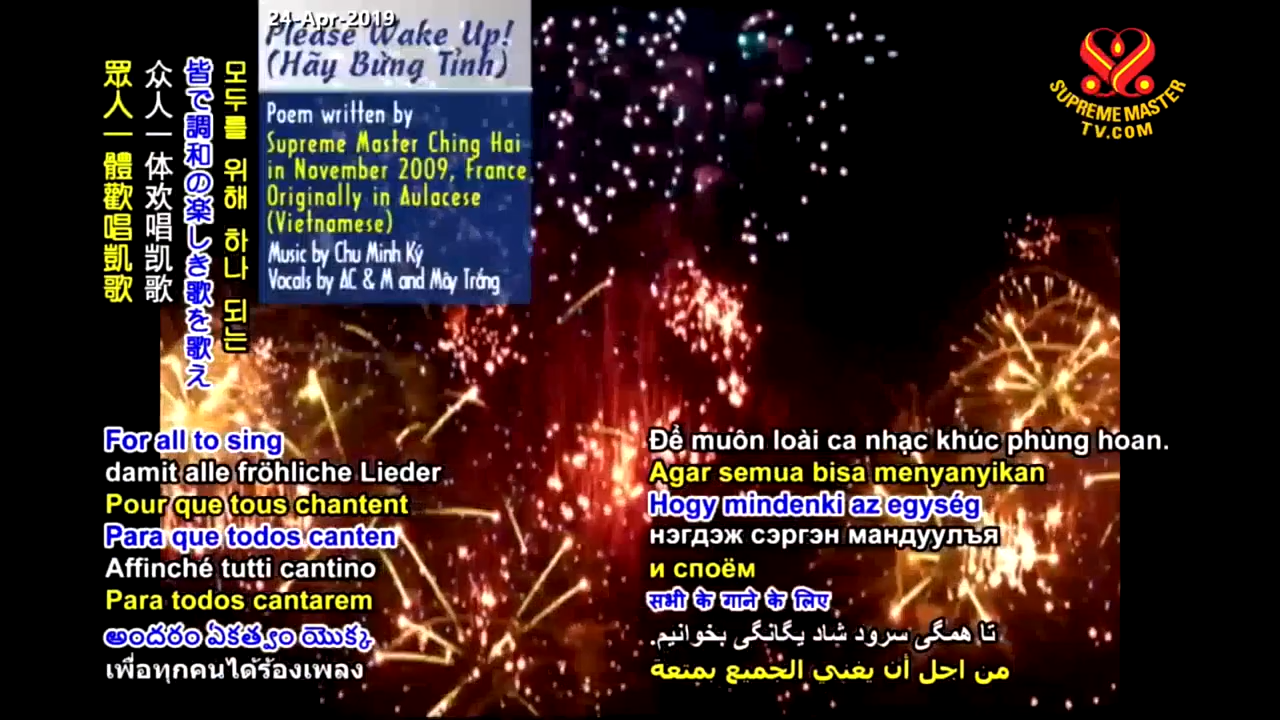 24-Apr-2019
Please Wake Up!
(Hãy Bừng Tỉnh)
Poem written by
Supreme Master Ching Hai
in November 2009, France
Originally in Aulacese
(Vietnamese)
Music by Chu Minh Ký
Vocals by AC & M and Mây Trắng
SUPREME MASTER
TV.COM
眾人一體歡唱凱歌
众人一体欢唱凯歌
皆で調和の楽しき歌を歌え
모두를 위해 하나 되는
For all to sing
damit alle fröhliche Lieder
Pour que tous chantent
Para que todos canten
Affinché tutti cantino
Para todos cantarem
అందరం ఏకత్వం యొక్క
เพื่อทุกคนได้ร้องเพลง
Để muôn loài ca nhạc khúc phùng hoan.
Agar semua bisa menyanyikan
Hogy mindenki az egység
нэгдэж сэргэн мандуулъя
и споём
सभी के गाने के लिए
تا همگی سرود شاد یگانگی بخوانیم.
من اجل أن يغني الجميع بمتعة